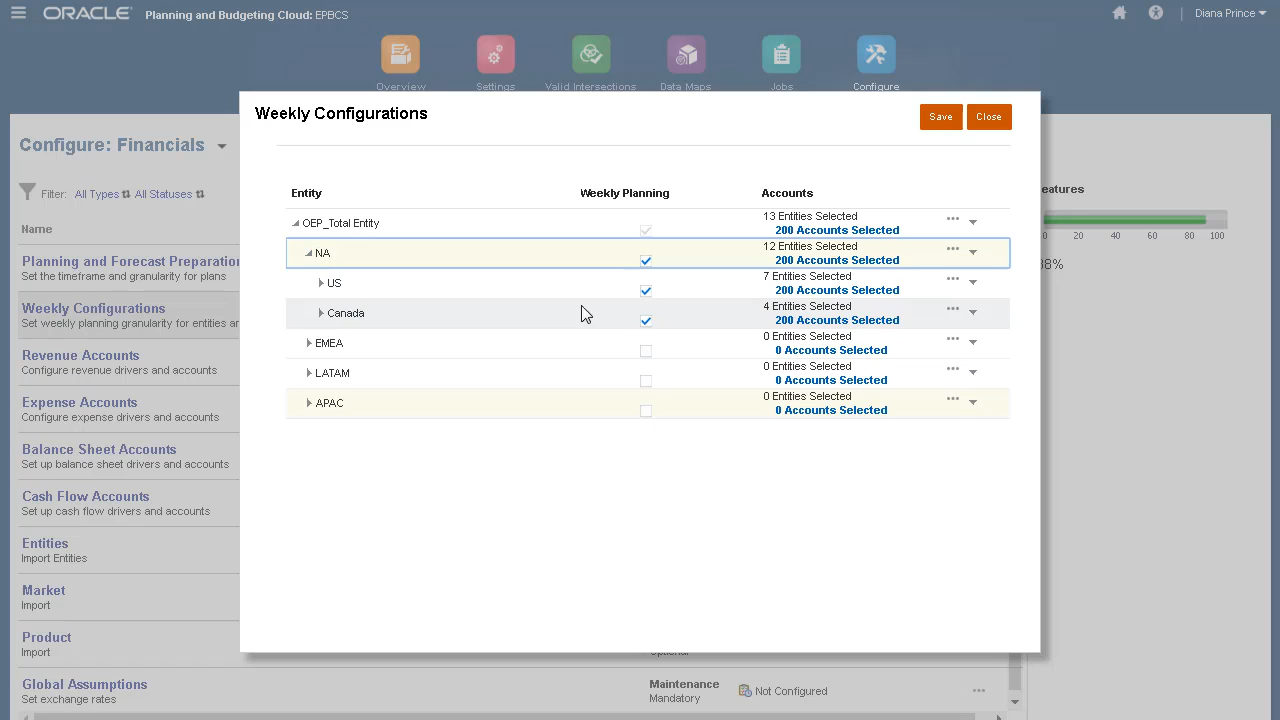 ORACLE Planning and Budgeting Cloud: EPBCS
Diana Prince
Overview
Settings
Valid Intersections
Data Maps
Jobs
Configure
Weekly Configurations
Save
Close
Configure: Financials
Filter: All Types All Statuses
Name
Planning and Forecast Preparation
Set the timeframe and granularity for plans
Weekly Configurations
Set weekly planning granularity for entities ar
Revenue Accounts
Configure revenue drivers and accounts
Expense Accounts
Configure expense drivers and accounts
Balance Sheet Accounts
Set up balance sheet drivers and accounts
Cash Flow Accounts
Set up cash flow drivers and accounts
Entities
Import Entities
Market
Import
Product
Import
Global Assumptions
Set exchange rates
Entity
Weekly Planning
Accounts
OEP_Total Entity
13 Entities Selected
200 Accounts Selected
NA
12 Entities Selected
200 Accounts Selected
US
7 Entities Selected
200 Accounts Selected
Canada
4 Entities Selected
200 Accounts Selected
EMEA
0 Entities Selected
0 Accounts Selected
LATAM
0 Entities Selected
0 Accounts Selected
APAC
0 Entities Selected
0 Accounts Selected
Optional
Mandatory
Maintenance
Not Configured
eatures
0 20 40 60 80 100
38%